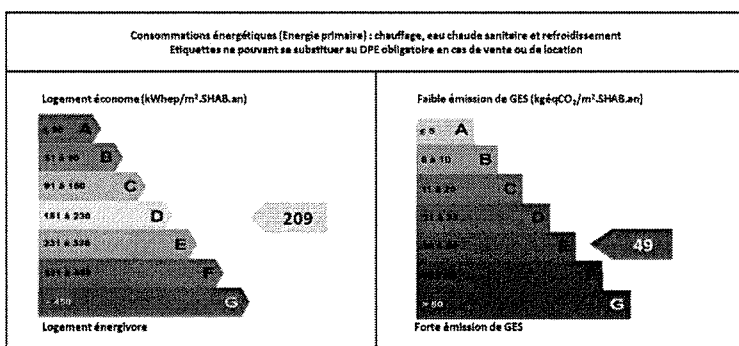 Consommations énergétiques (Energie primaire) : chauffage, eau chaude sanitaire et refroidissement
Etiquettes ne pouvant se substituer au DPE obligatoire en cas de vente ou de location
Logement économe (kWhep/m².SHAB.an)
A
51 à 90 B
91 à 150 C
151 à 230 D
209
231 à 330 E
F
> 450 G
Logement énergivore
Faible émission de GES (kgéqCO₂/m².SHAB.an)
≤ 5 A
6 à 10 B
11 à 20 C
D
E
49
> 80 G
Forte émission de GES